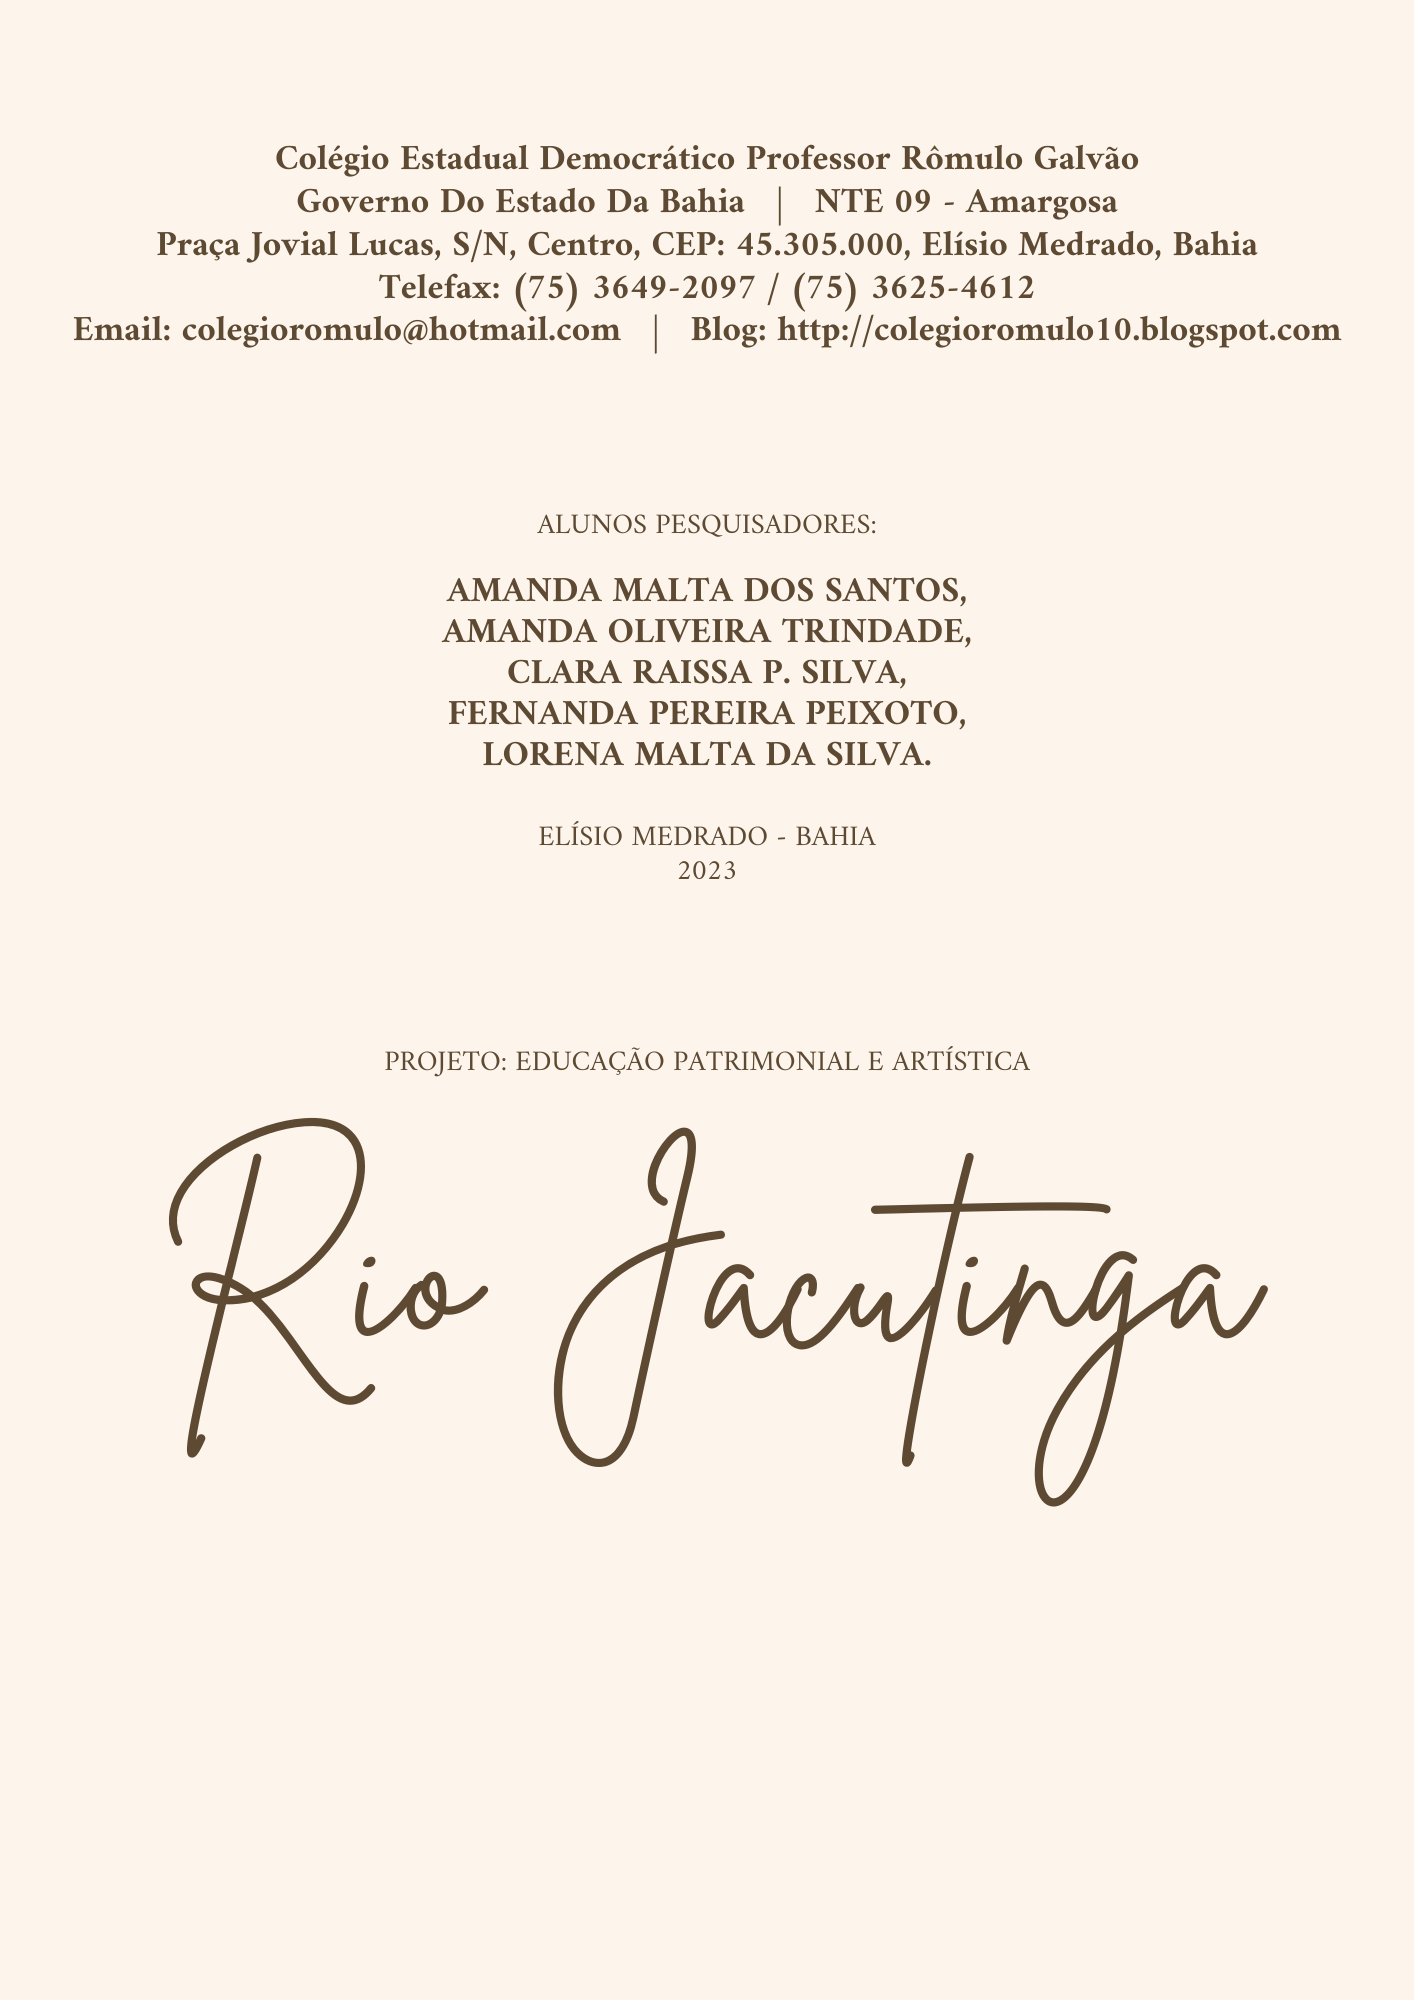 Colégio Estadual Democrático Professor Rômulo Galvão
Governo Do Estado Da Bahia | NTE 09 - Amargosa
Praça Jovial Lucas, S/N, Centro, CEP: 45.305.000, Elísio Medrado, Bahia
Telefax: (75) 3649-2097 / (75) 3625-4612
Email: colegioromulo@hotmail.com | Blog: http://colegioromulo10.blogspot.com
ALUNOS PESQUISADORES:
AMANDA MALTA DOS SANTOS,
AMANDA OLIVEIRA TRINDADE,
CLARA RAISSA P. SILVA,
FERNANDA PEREIRA PEIXOTO,
LORENA MALTA DA SILVA.
ELÍSIO MEDRADO - BAHIA
2023
PROJETO: EDUCAÇÃO PATRIMONIAL E ARTÍSTICA
Rio Jacutinga